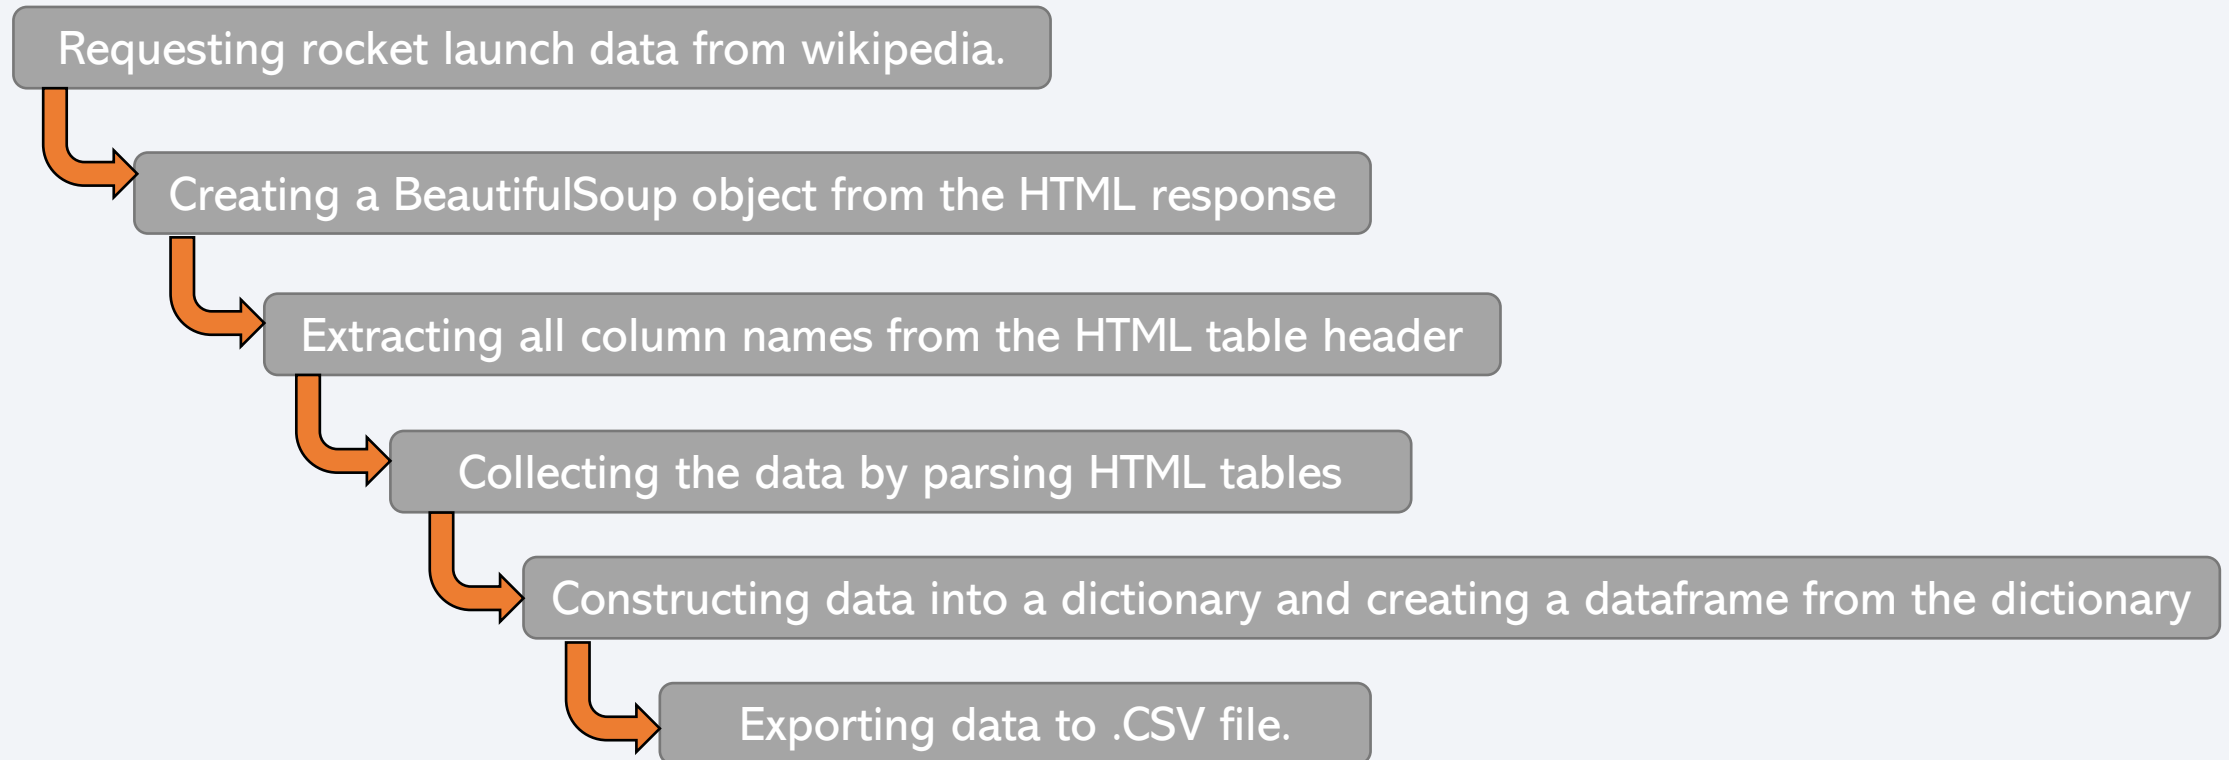 Requesting rocket launch data from wikipedia.
Creating a BeautifulSoup object from the HTML response
Extracting all column names from the HTML table header
Collecting the data by parsing HTML tables
Constructing data into a dictionary and creating a dataframe from the dictionary
Exporting data to .CSV file.